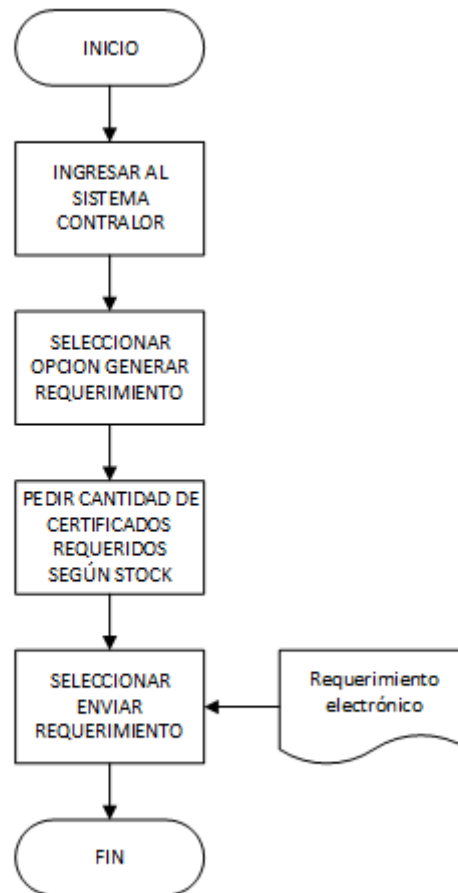 INICIO
INGRESAR AL
SISTEMA
CONTRALOR
SELECCIONAR
OPCION GENERAR
REQUERIMIENTO
PEDIR CANTIDAD DE
CERTIFICADOS
REQUERIDOS
SEGÚN STOCK
SELECCIONAR
ENVIAR
REQUERIMIENTO
Requerimiento
electrónico
FIN